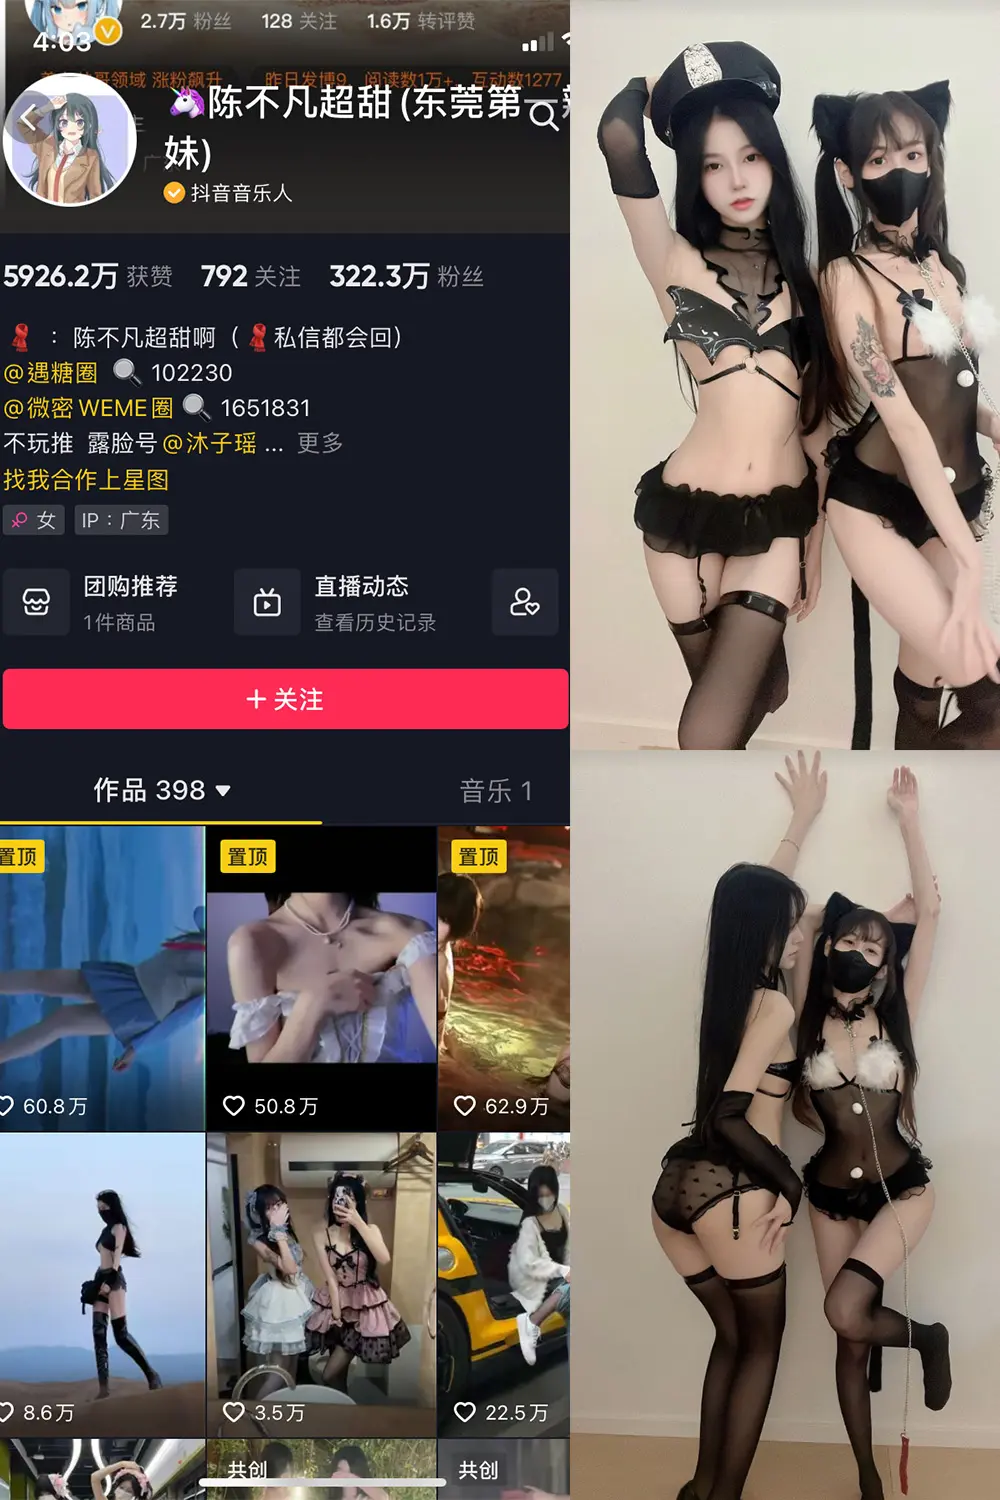 2.7万 粉丝 128 关注 1.6万 转评赞
4:03
领域 涨粉飙升 昨日发博9 阅读数1万+ 互动数1277
陈不凡超甜 (东莞第一
妹)
抖音音乐人
5926.2万 获赞 792 关注 322.3万 粉丝
： 陈不凡超甜啊（ 私信都会回）
@遇糖圈 102230
@微密WEME圈 1651831
不玩推 露脸号@沐子瑶 ... 更多
找我合作上星图
女 IP：广东
团购推荐 直播动态
1件商品 查看历史记录
+ 关注
作品 398 音乐 1
置顶 置顶 置顶
60.8万 50.8万 62.9万
8.6万 3.5万 22.5万
共创 共创